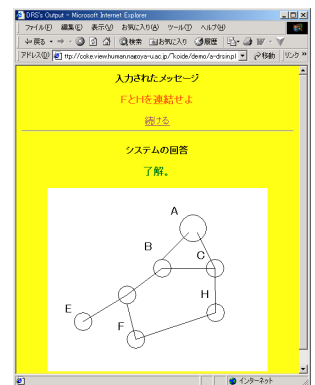 DRS's Output - Microsoft Internet Explorer
ファイル(F) 編集(E) 表示(V) お気に入り(A) ツール(T) ヘルプ(H)
戻る 検索 お気に入り 履歴
アドレス(D) ttp://coke.view.human.nagoya-u.ac.jp/~koide/demo/a-drsin.pl 移動 リンク »
入力されたメッセージ
FとHを連結せよ
続ける
システムの回答
了解。
A
B
C
H
E
F
インターネット